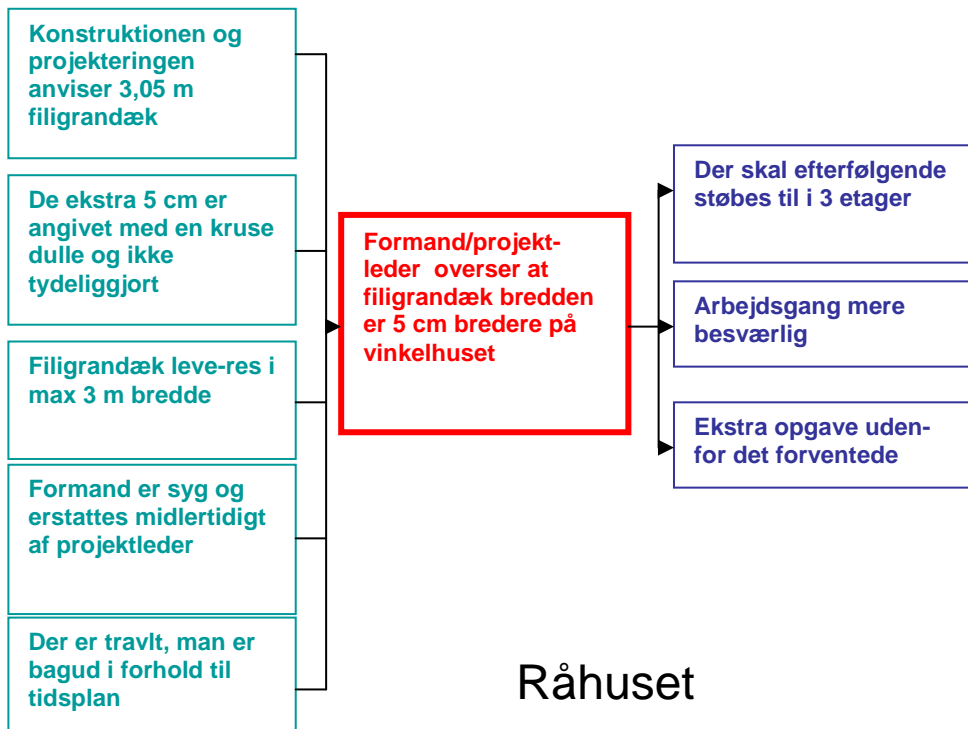 Konstruktionen og
projekteringen
anviser 3,05 m
filigrandæk
De ekstra 5 cm er
angivet med en kruse
dulle og ikke
tydeliggjort
Filigrandæk leve-res i
max 3 m bredde
Formand er syg og
erstattes midlertidigt
af projektleder
Der er travlt, man er
bagud i forhold til
tidsplan
Formand/projekt-
leder overser at
filigrandæk bredden
er 5 cm bredere på
vinkelhuset
Der skal efterfølgende
støbes til i 3 etager
Arbejdsgang mere
besværlig
Ekstra opgave uden-
for det forventede
Råhuset